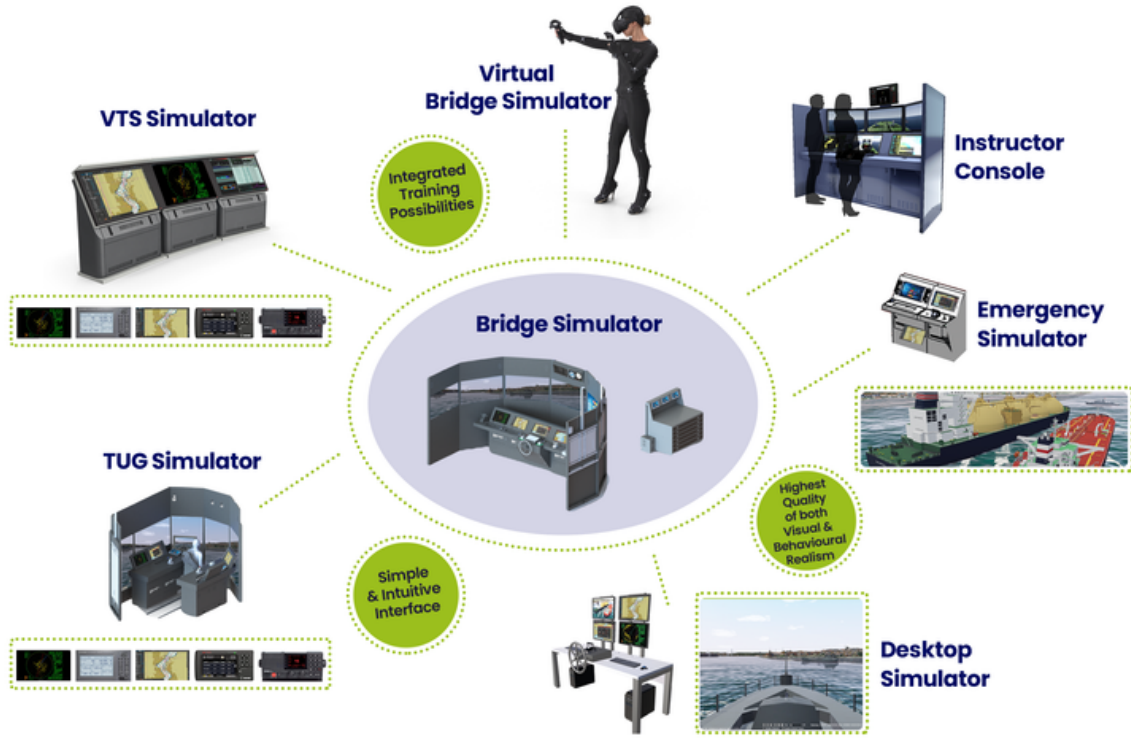 Virtual
Bridge Simulator
VTS Simulator
Integrated
Training
Possibilities
Instructor
Console
Bridge Simulator
Emergency
Simulator
TUG Simulator
Highest
Quality
of both
Visual &
Behavioural
Realism
Simple
& Intuitive
Interface
Desktop
Simulator